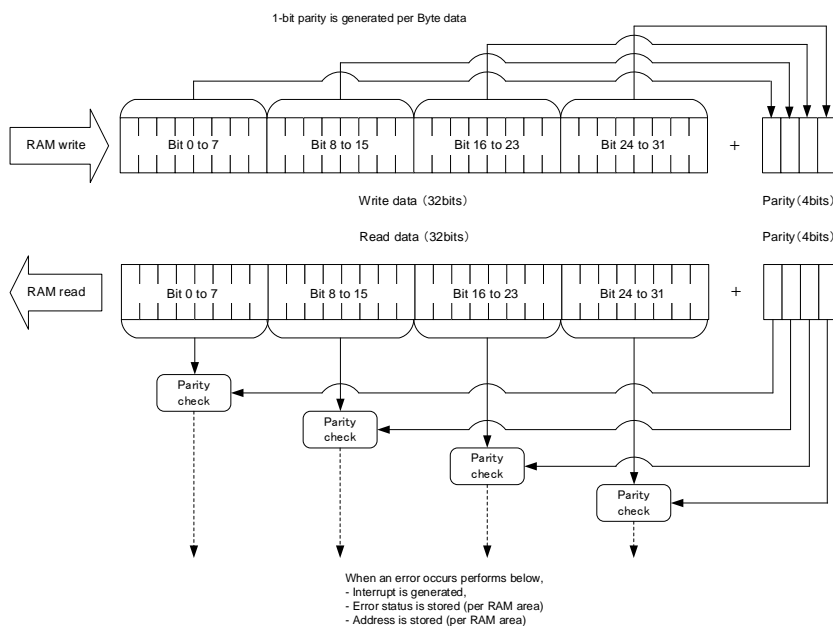 1-bit parity is generated per Byte data
RAM write
Bit 0 to 7
Bit 8 to 15
Bit 16 to 23
Bit 24 to 31
+
Write data (32bits)
Parity (4bits)
Read data (32bits)
Parity (4bits)
RAM read
Bit 0 to 7
Bit 8 to 15
Bit 16 to 23
Bit 24 to 31
+
Parity
check
Parity
check
Parity
check
Parity
check
When an error occurs performs below,
- Interrupt is generated,
- Error status is stored (per RAM area)
- Address is stored (per RAM area)